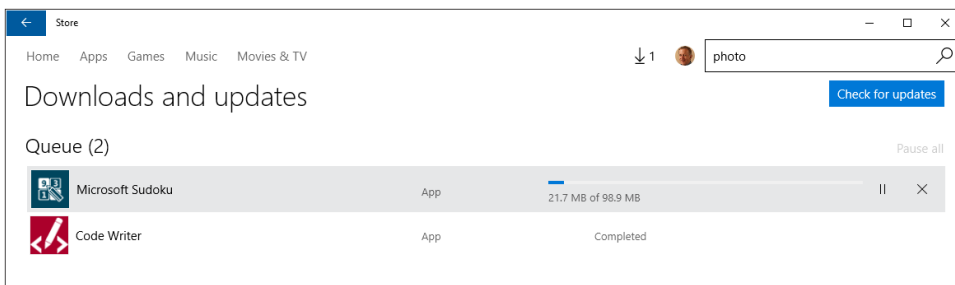 Store
Home Apps Games Music Movies & TV 1 photo
Downloads and updates Check for updates
Queue (2) Pause all
Microsoft Sudoku App 21.7 MB of 98.9 MB
Code Writer App Completed